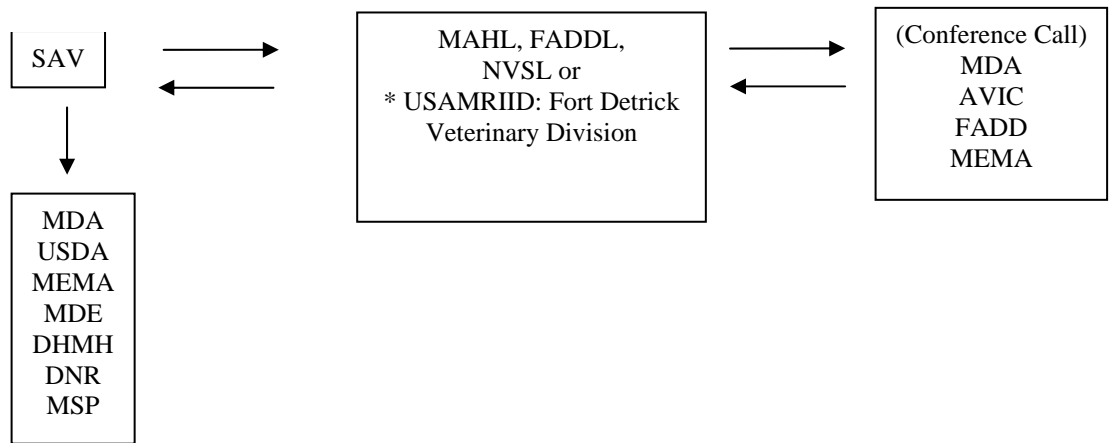 SAV
MAHL, FADDL,
NVSL or
* USAMRIID: Fort Detrick
Veterinary Division
(Conference Call)
MDA
AVIC
FADD
MEMA
MDA
USDA
MEMA
MDE
DHMH
DNR
MSP